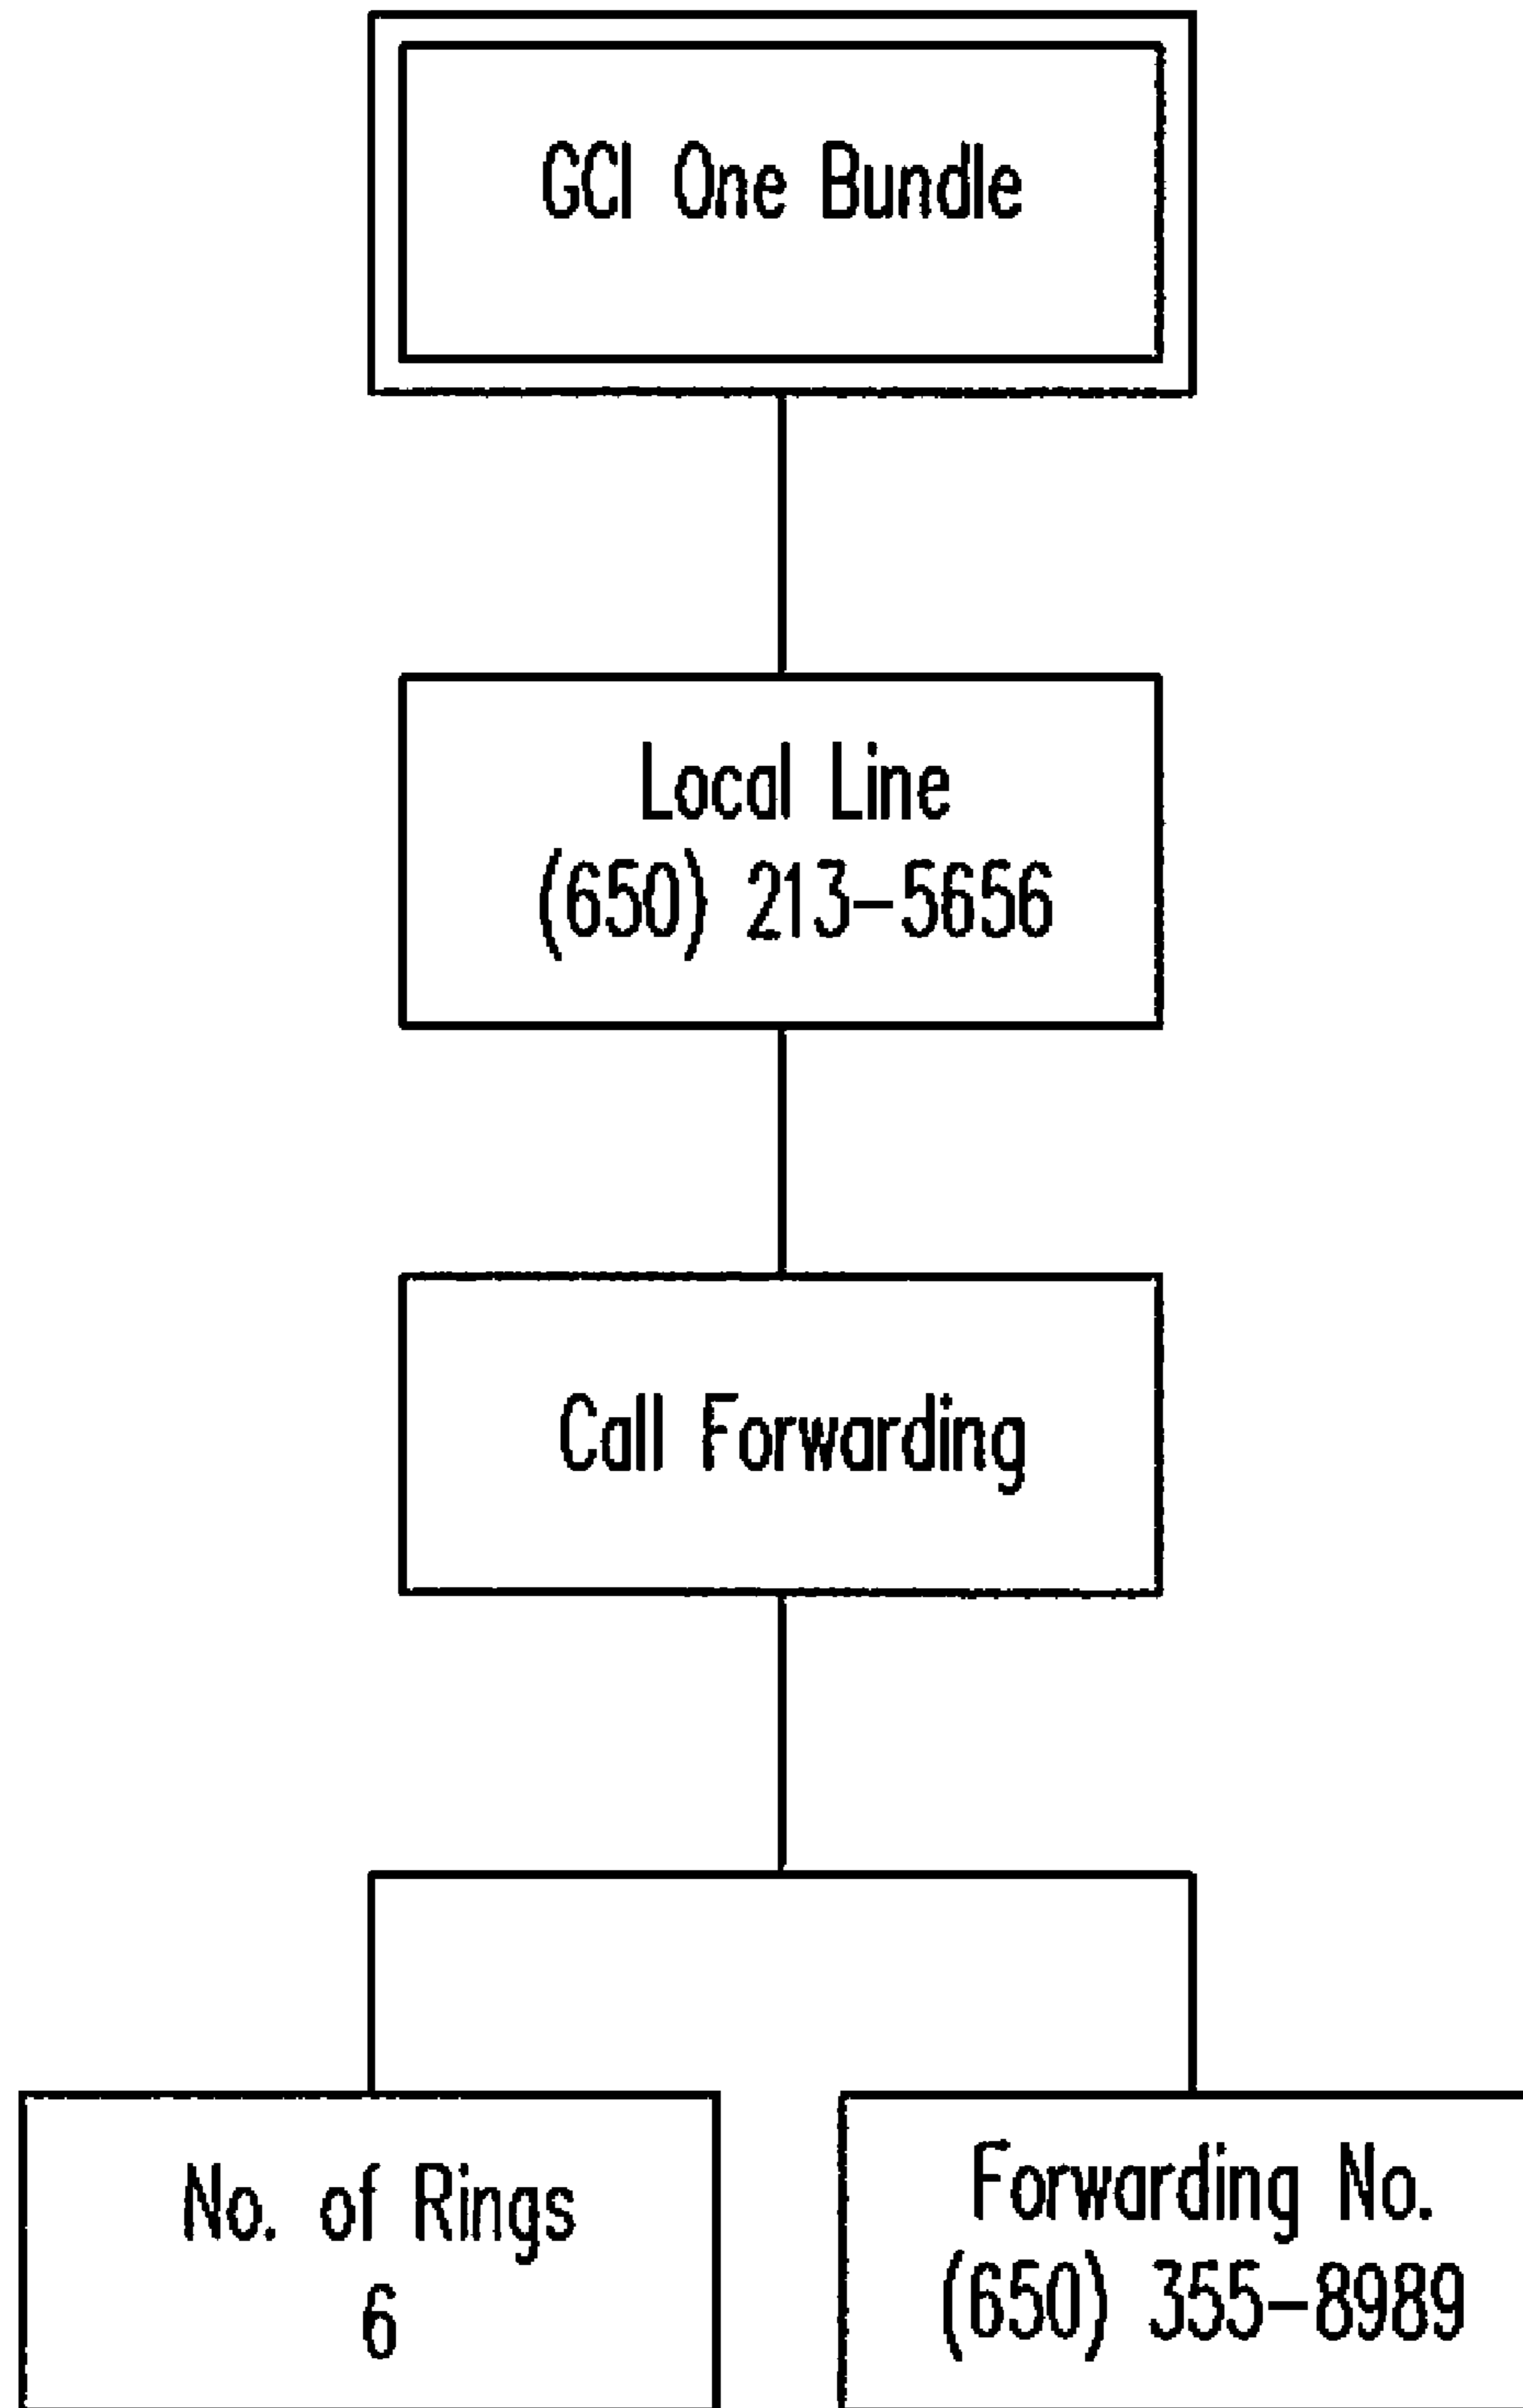 GCI One Bundle
Local Line
(650) 213-5656
Call Forwarding
No. of Rings
6
Forwarding No.
(650) 355-8989